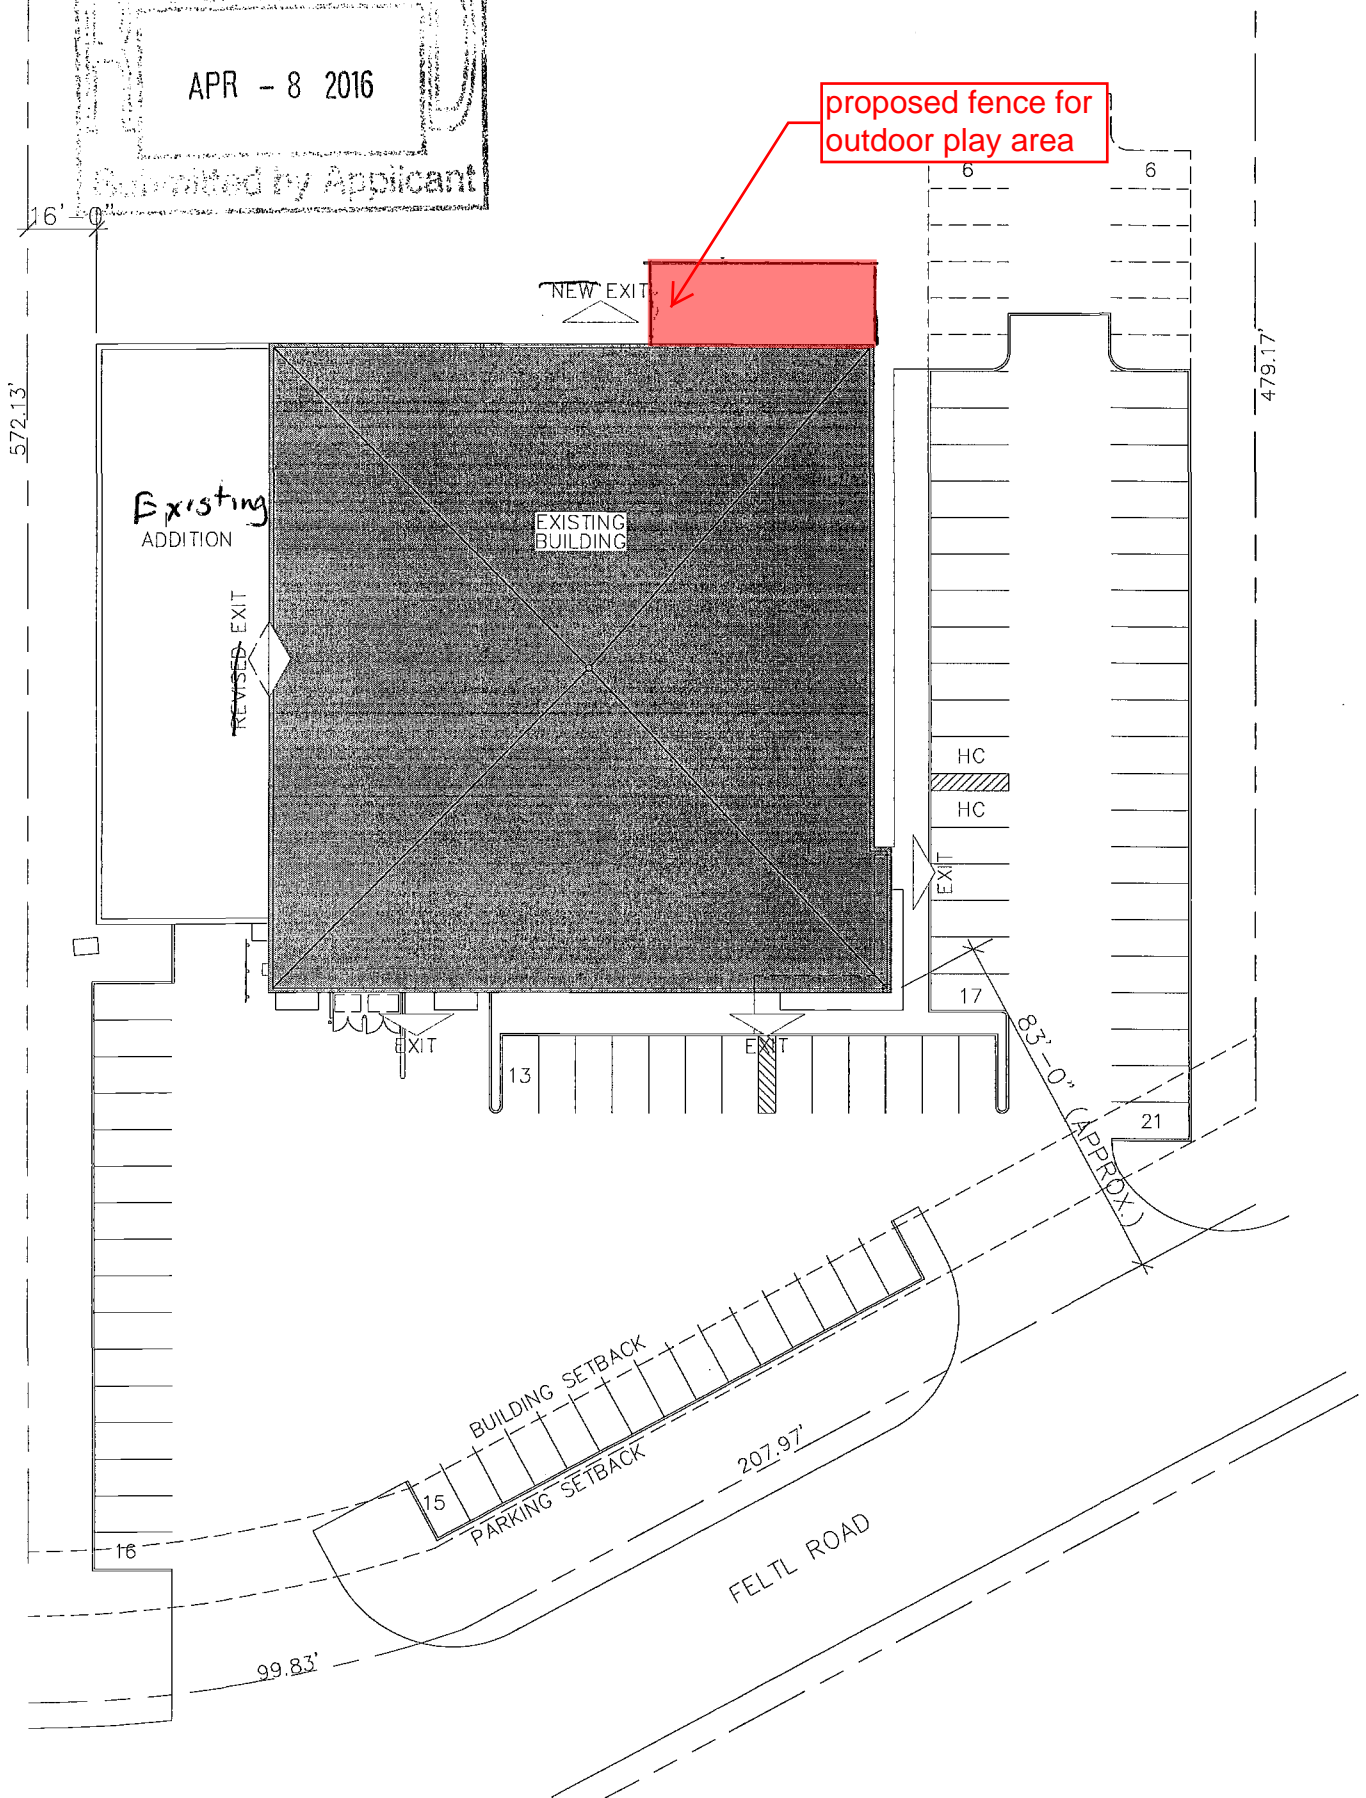 APR - 8 2016
Submitted by Applicant
proposed fence for
outdoor play area
6
6
16'-0"
NEW EXIT
572.13'
479.17'
Existing
ADDITION
EXISTING
BUILDING
REVISED EXIT
HC
HC
EXIT
17
EXIT
EXIT
13
83'-0" (APPROX.)
21
BUILDING SETBACK
15
PARKING SETBACK
207.97'
16
FELTL ROAD
99.83'